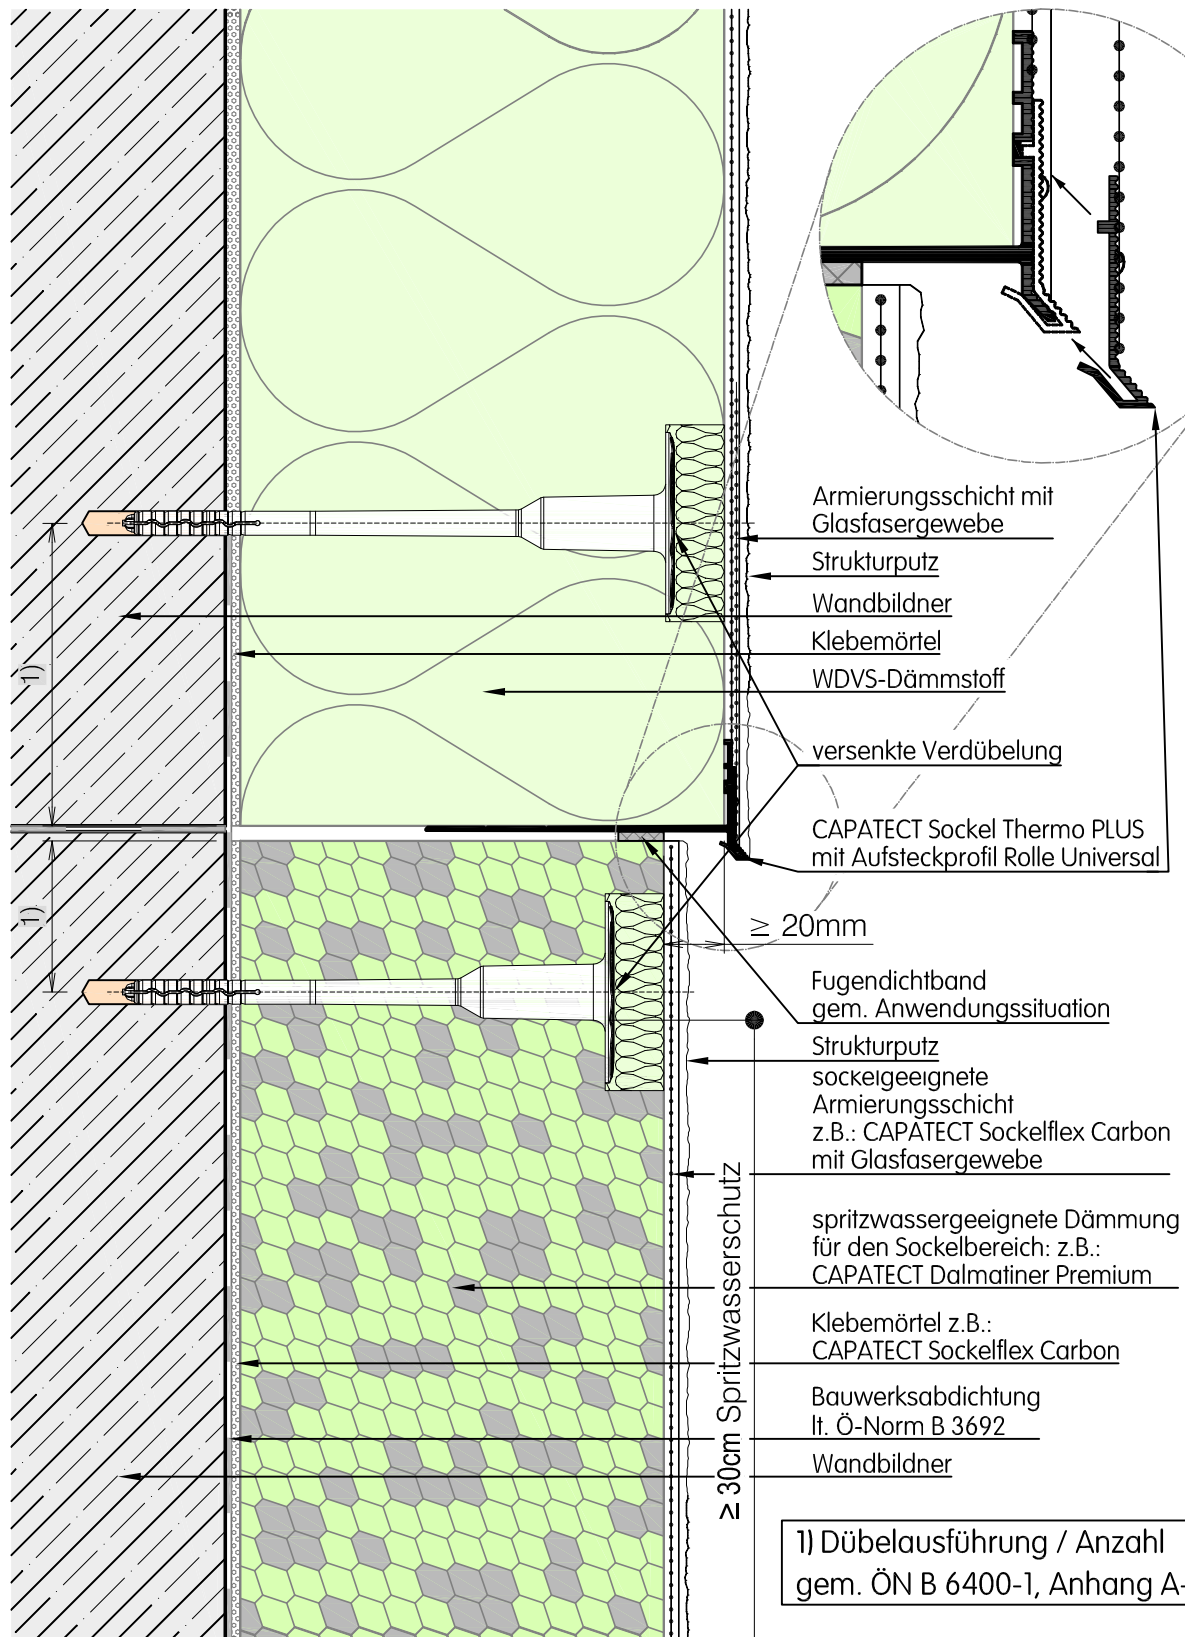 Armierungsschicht mit
Glasfasergewebe
Strukturputz
Wandbildner
Klebemörtel
WDVS-Dämmstoff
1)
versenkte Verdübelung
CAPATECT Sockel Thermo PLUS
mit Aufsteckprofil Rolle Universal
1)
≥ 20mm
Fugendichtband
gem. Anwendungssituation
Strukturputz
sockelgeeignete
Armierungsschicht
z.B.: CAPATECT Sockelflex Carbon
mit Glasfasergewebe
≥ 30cm Spritzwasserschutz
spritzwassergeeignete Dämmung
für den Sockelbereich: z.B.:
CAPATECT Dalmatiner Premium
Klebemörtel z.B.:
CAPATECT Sockelflex Carbon
Bauwerksabdichtung
lt. Ö-Norm B 3692
Wandbildner
1) Dübelausführung / Anzahl
gem. ÖN B 6400-1, Anhang A-